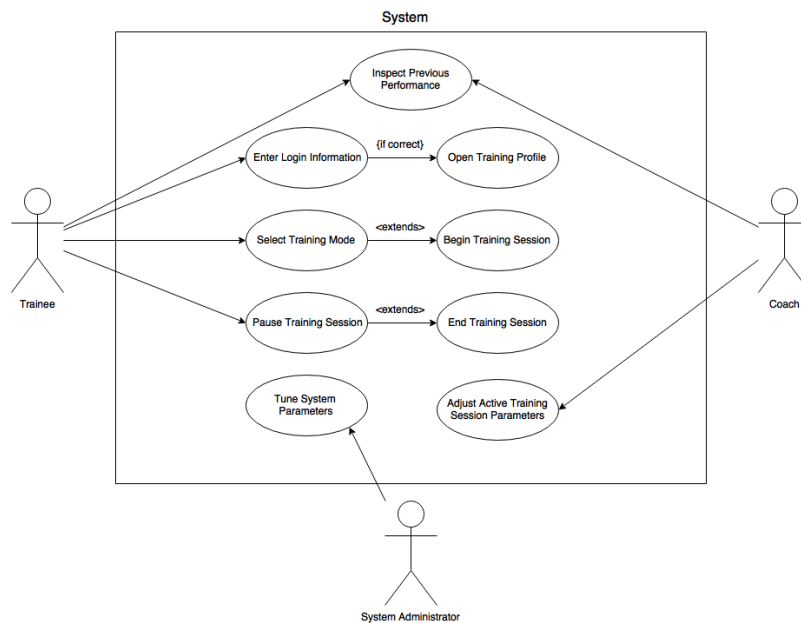 System
Inspect Previous
Performance
Enter Login Information
{if correct}
Open Training Profile
Select Training Mode
<extends>
Begin Training Session
Trainee
Coach
Pause Training Session
<extends>
End Training Session
Tune System
Parameters
Adjust Active Training
Session Parameters
System Administrator